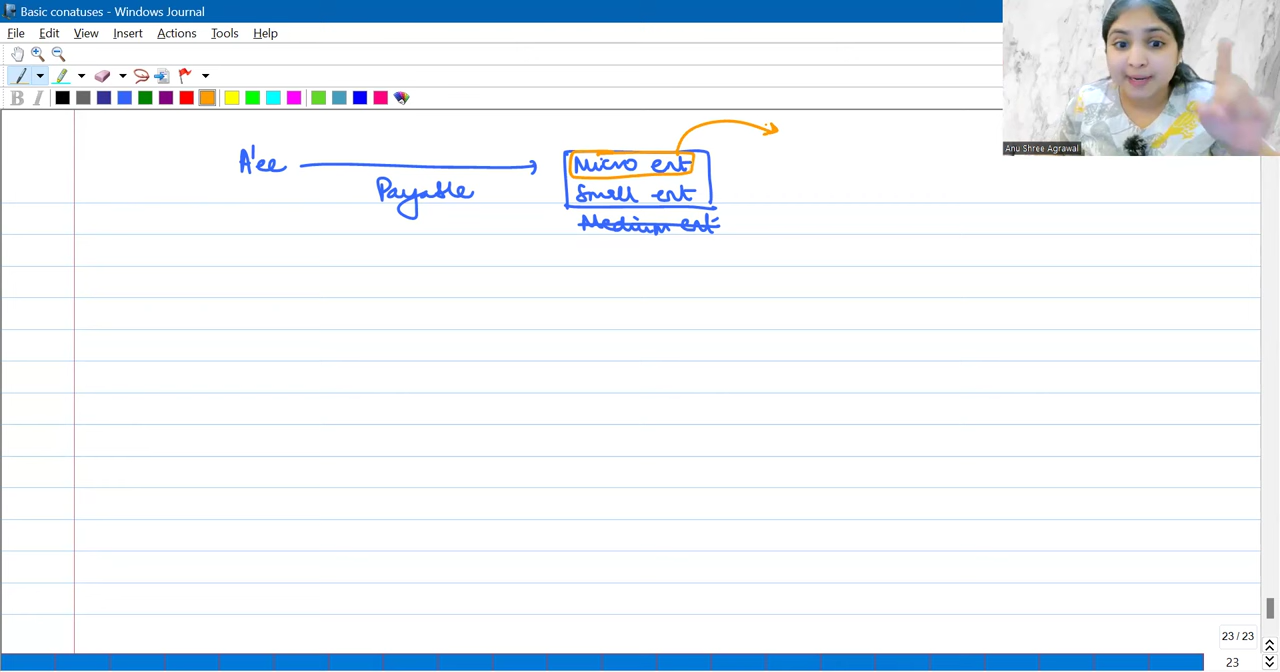 Basic conatuses - Windows Journal
File Edit View Insert Actions Tools Help
B I
Anu Shree Agrawal
A'ee
Payable
Micro ent
Small ent
Medium ent
23 / 23
23